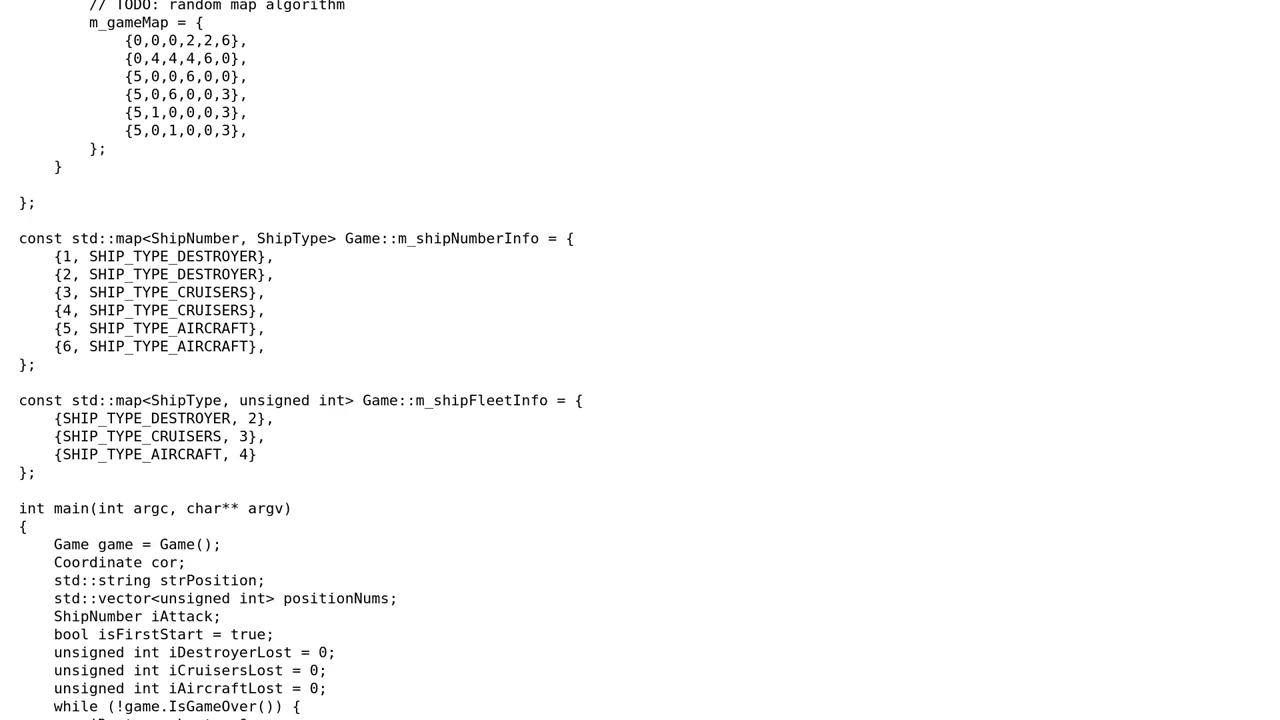 // TODO: random map algorithm
m_gameMap = {
{0,0,0,2,2,6},
{0,4,4,4,6,0},
{5,0,0,6,0,0},
{5,0,6,0,0,3},
{5,1,0,0,0,3},
{5,0,1,0,0,3},
};
}
};
const std::map<ShipNumber, ShipType> Game::m_shipNumberInfo = {
{1, SHIP_TYPE_DESTROYER},
{2, SHIP_TYPE_DESTROYER},
{3, SHIP_TYPE_CRUISERS},
{4, SHIP_TYPE_CRUISERS},
{5, SHIP_TYPE_AIRCRAFT},
{6, SHIP_TYPE_AIRCRAFT},
};
const std::map<ShipType, unsigned int> Game::m_shipFleetInfo = {
{SHIP_TYPE_DESTROYER, 2},
{SHIP_TYPE_CRUISERS, 3},
{SHIP_TYPE_AIRCRAFT, 4}
};
int main(int argc, char** argv)
{
Game game = Game();
Coordinate cor;
std::string strPosition;
std::vector<unsigned int> positionNums;
ShipNumber iAttack;
bool isFirstStart = true;
unsigned int iDestroyerLost = 0;
unsigned int iCruisersLost = 0;
unsigned int iAircraftLost = 0;
while (!game.IsGameOver()) {